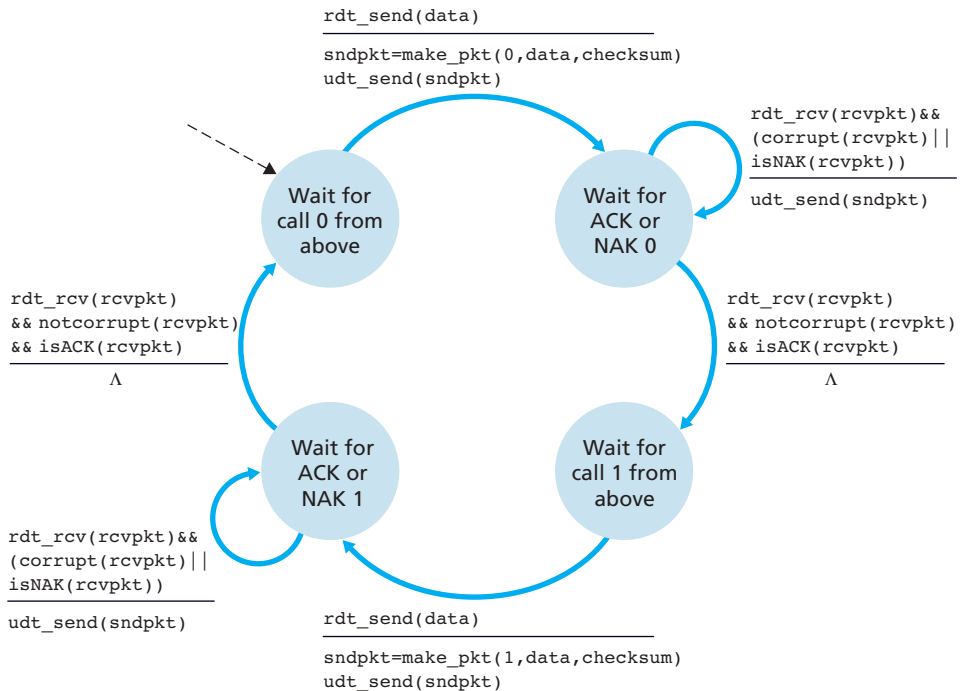 rdt_send(data)
sndpkt=make_pkt(0,data,checksum)
udt_send(sndpkt)
rdt_rcv(rcvpkt)&&
(corrupt(rcvpkt)||
isNAK(rcvpkt))
udt_send(sndpkt)
Wait for
call 0 from
above
Wait for
ACK or
NAK 0
rdt_rcv(rcvpkt)
&& notcorrupt(rcvpkt)
&& isACK(rcvpkt)
Λ
rdt_rcv(rcvpkt)
&& notcorrupt(rcvpkt)
&& isACK(rcvpkt)
Λ
Wait for
ACK or
NAK 1
Wait for
call 1 from
above
rdt_rcv(rcvpkt)&&
(corrupt(rcvpkt)||
isNAK(rcvpkt))
udt_send(sndpkt)
rdt_send(data)
sndpkt=make_pkt(1,data,checksum)
udt_send(sndpkt)